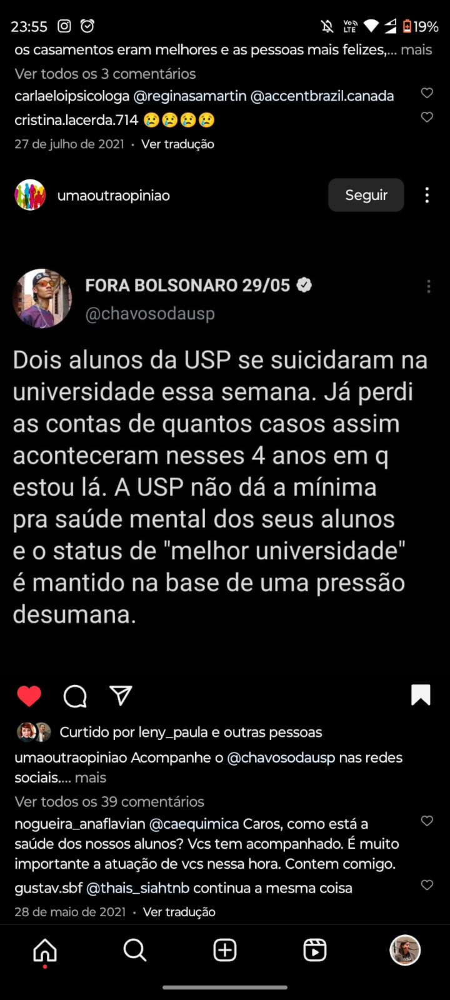 23:55
Vo))
LTE
19%
os casamentos eram melhores e as pessoas mais felizes,... mais
Ver todos os 3 comentários
carlaeloipsicologa @reginasamartin @accentbrazil.canada
cristina.lacerda.714 😢😢😢😢
27 de julho de 2021 • Ver tradução
umaoutraopiniao
Seguir
FORA BOLSONARO 29/05
@chavosodausp
Dois alunos da USP se suicidaram na
universidade essa semana. Já perdi
as contas de quantos casos assim
aconteceram nesses 4 anos em q
estou lá. A USP não dá a mínima
pra saúde mental dos seus alunos
e o status de "melhor universidade"
é mantido na base de uma pressão
desumana.
Curtido por leny_paula e outras pessoas
umaoutraopiniao Acompanhe o @chavosodausp nas redes
sociais.... mais
Ver todos os 39 comentários
nogueira_anaflavian @caequimica Caros, como está a
saúde dos nossos alunos? Vcs tem acompanhado. É muito
importante a atuação de vcs nessa hora. Contem comigo.
gustav.sbf @thais_siahtnb continua a mesma coisa
28 de maio de 2021 • Ver tradução